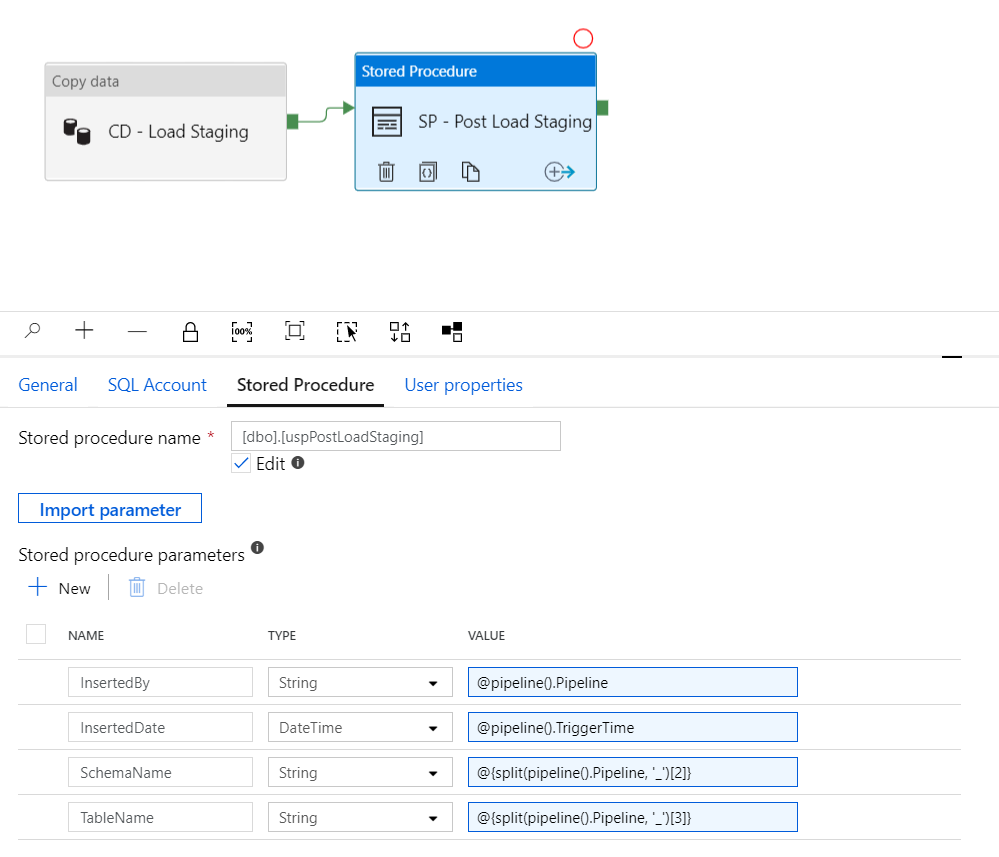 Copy data
CD - Load Staging
Stored Procedure
SP - Post Load Staging
100%
General SQL Account Stored Procedure User properties
Stored procedure name *
[dbo].[uspPostLoadStaging]
Edit
Import parameter
Stored procedure parameters
New Delete
NAME TYPE VALUE
InsertedBy String @pipeline().Pipeline
InsertedDate DateTime @pipeline().TriggerTime
SchemaName String @{split(pipeline().Pipeline, '_')[2]}
TableName String @{split(pipeline().Pipeline, '_')[3]}